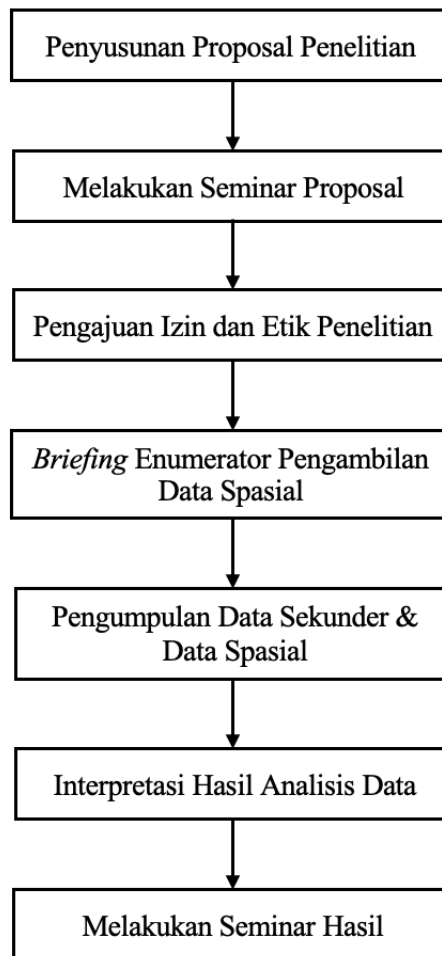 Penyusunan Proposal Penelitian
Melakukan Seminar Proposal
Pengajuan Izin dan Etik Penelitian
Briefing Enumerator Pengambilan
Data Spasial
Pengumpulan Data Sekunder &
Data Spasial
Interpretasi Hasil Analisis Data
Melakukan Seminar Hasil